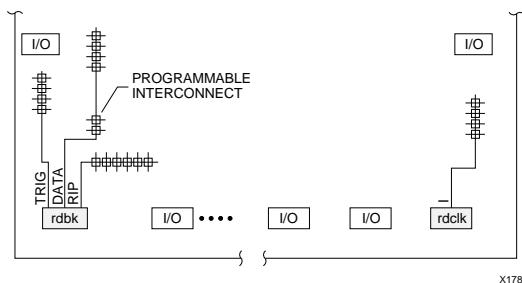 I/O
I/O
PROGRAMMABLE
INTERCONNECT
TRIG
DATA
RIP
I
rdbk
I/O
I/O
I/O
rdclk
X178